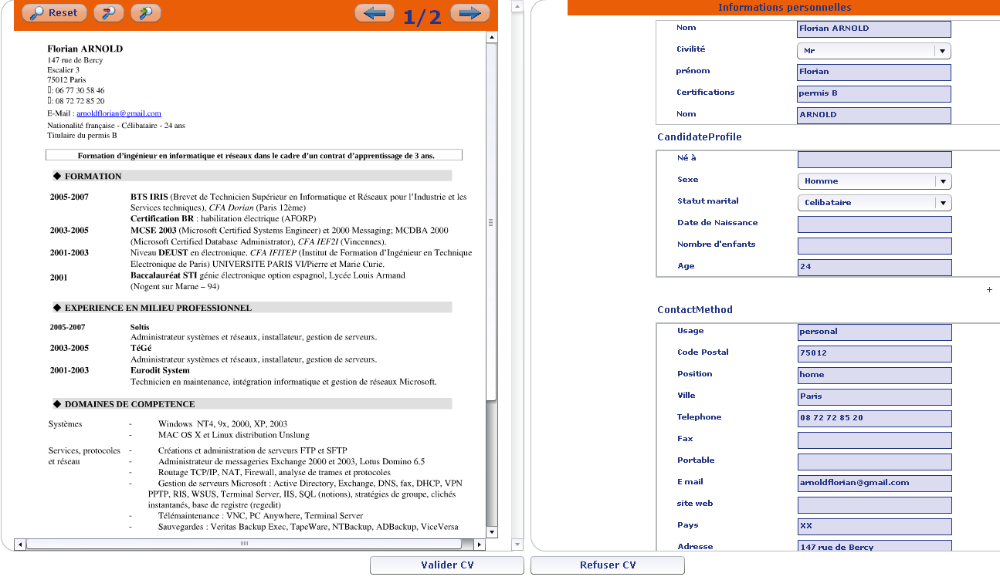 Reset
1/2
Florian ARNOLD
147 rue de Bercy
Escalier 3
75012 Paris
: 06 77 30 58 46
: 08 72 72 85 20
E-Mail : arnoldflorian@gmail.com
Nationalité française - Célibataire - 24 ans
Titulaire du permis B
Formation d’ingénieur en informatique et réseaux dans le cadre d’un contrat d’apprentissage de 3 ans.
◆ FORMATION
2005-2007 BTS IRIS (Brevet de Technicien Supérieur en Informatique et Réseaux pour l’Industrie et les
Services techniques), CFA Dorian (Paris 12ème)
Certification BR : habilitation électrique (AFORP)
2003-2005 MCSE 2003 (Microsoft Certified Systems Engineer) et 2000 Messaging; MCDBA 2000
(Microsoft Certified Database Administrator), CFA IEF2I (Vincennes).
2001-2003 Niveau DEUST en électronique. CFA IFITEP (Institut de Formation d’Ingénieur en Technique
Electronique de Paris) UNIVERSITE PARIS VI/Pierre et Marie Curie.
2001 Baccalauréat STI génie électronique option espagnol, Lycée Louis Armand
(Nogent sur Marne – 94)
◆ EXPERIENCE EN MILIEU PROFESSIONNEL
2005-2007 Soltis
Administrateur systèmes et réseaux, installateur, gestion de serveurs.
2003-2005 TéGé
Administrateur systèmes et réseaux, installateur, gestion de serveurs.
2001-2003 Eurodit System
Technicien en maintenance, intégration informatique et gestion de réseaux Microsoft.
◆ DOMAINES DE COMPETENCE
Systèmes - Windows NT4, 9x, 2000, XP, 2003
- MAC OS X et Linux distribution Unslung
Services, protocoles - Créations et administration de serveurs FTP et SFTP
et réseau - Administrateur de messageries Exchange 2000 et 2003, Lotus Domino 6.5
- Routage TCP/IP, NAT, Firewall, analyse de trames et protocoles
- Gestion de serveurs Microsoft : Active Directory, Exchange, DNS, fax, DHCP, VPN
PPTP, RIS, WSUS, Terminal Server, IIS, SQL (notions), stratégies de groupe, clichés
instantanés, base de registre (regedit)
- Télémaintenance : VNC, PC Anywhere, Terminal Server
- Sauvegardes : Veritas Backup Exec, TapeWare, NTBackup, ADBackup, ViceVersa
Informations personnelles
Nom Florian ARNOLD
Civilité Mr
prénom Florian
Certifications permis B
Nom ARNOLD
CandidateProfile
Né à
Sexe Homme
Statut marital Celibataire
Date de Naissance
Nombre d'enfants
Age 24
+
ContactMethod
Usage personal
Code Postal 75012
Position home
Ville Paris
Telephone 08 72 72 85 20
Fax
Portable
E mail arnoldflorian@gmail.com
site web
Pays XX
Adresse 147 rue de Bercy
Valider CV
Refuser CV